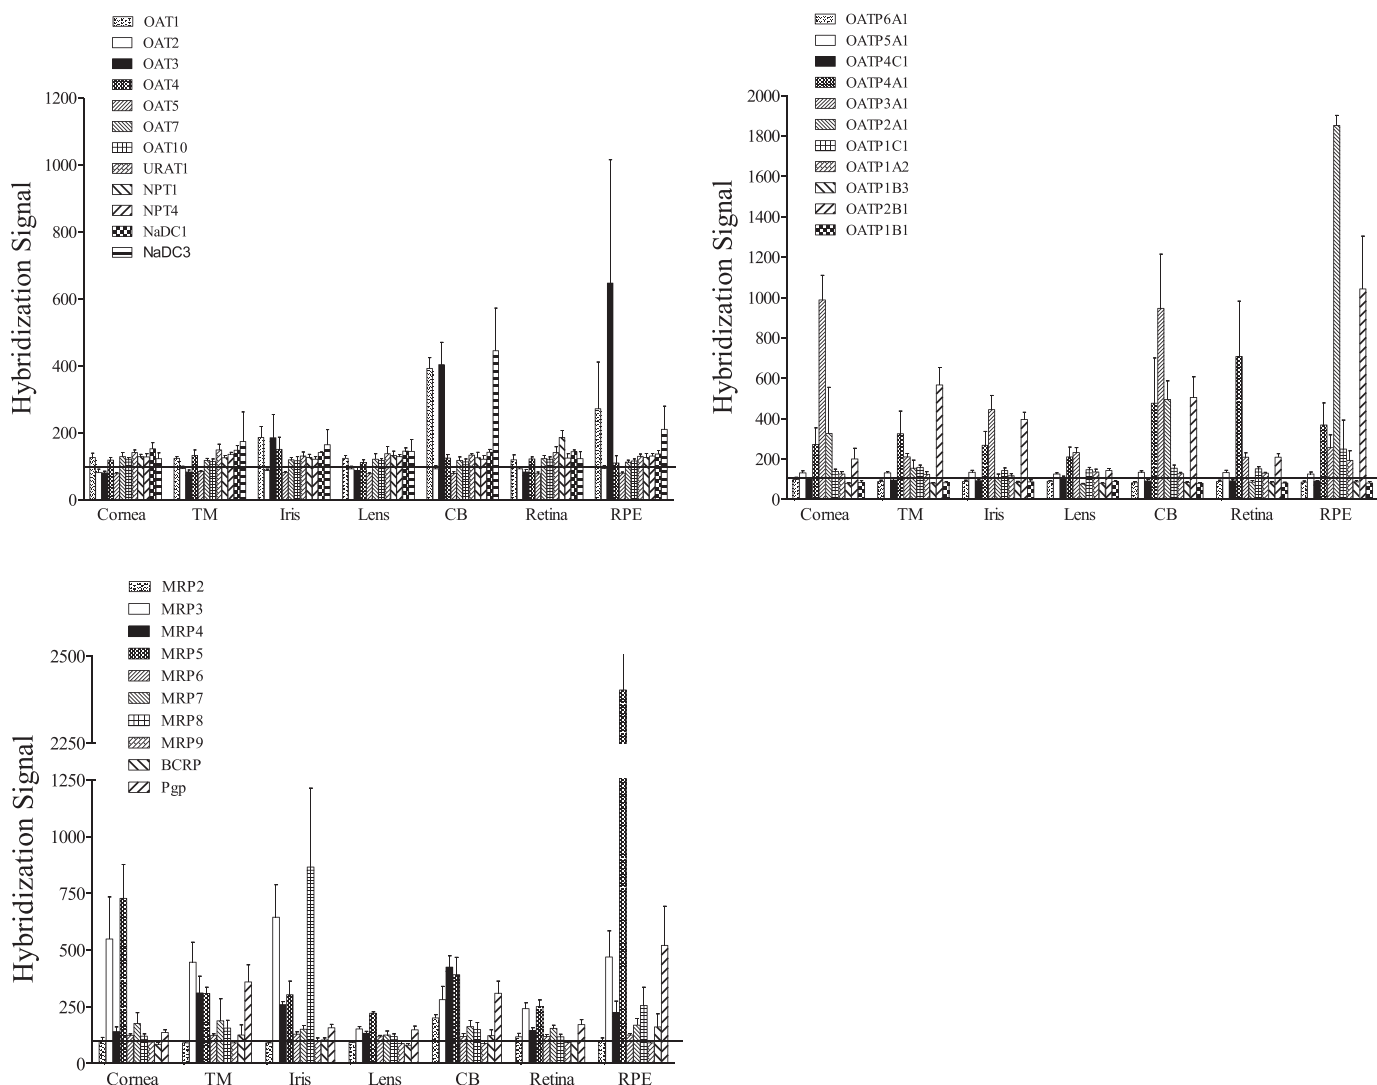 OAT1
OAT2
OAT3
OAT4
OAT5
OAT7
OAT10
URAT1
NPT1
NPT4
NaDC1
NaDC3
1200
1000
800
600
400
200
0
Hybridization Signal
Cornea TM Iris Lens CB Retina RPE
OATP6A1
OATP5A1
OATP4C1
OATP4A1
OATP3A1
OATP2A1
OATP1C1
OATP1A2
OATP1B3
OATP2B1
OATP1B1
2000
1800
1600
1400
1200
1000
800
600
400
200
0
Hybridization Signal
Cornea TM Iris Lens CB Retina RPE
MRP2
MRP3
MRP4
MRP5
MRP6
MRP7
MRP8
MRP9
BCRP
Pgp
2500
2250
1250
1000
750
500
250
0
Hybridization Signal
Cornea TM Iris Lens CB Retina RPE